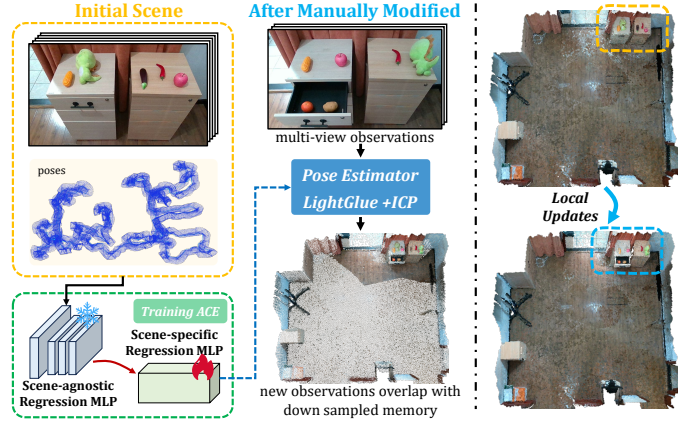 Initial Scene
poses
Training ACE
Scene-specific
Regression MLP
Scene-agnostic
Regression MLP
After Manually Modified
multi-view observations
Pose Estimator
LightGlue +ICP
new observations overlap with
down sampled memory
Local
Updates